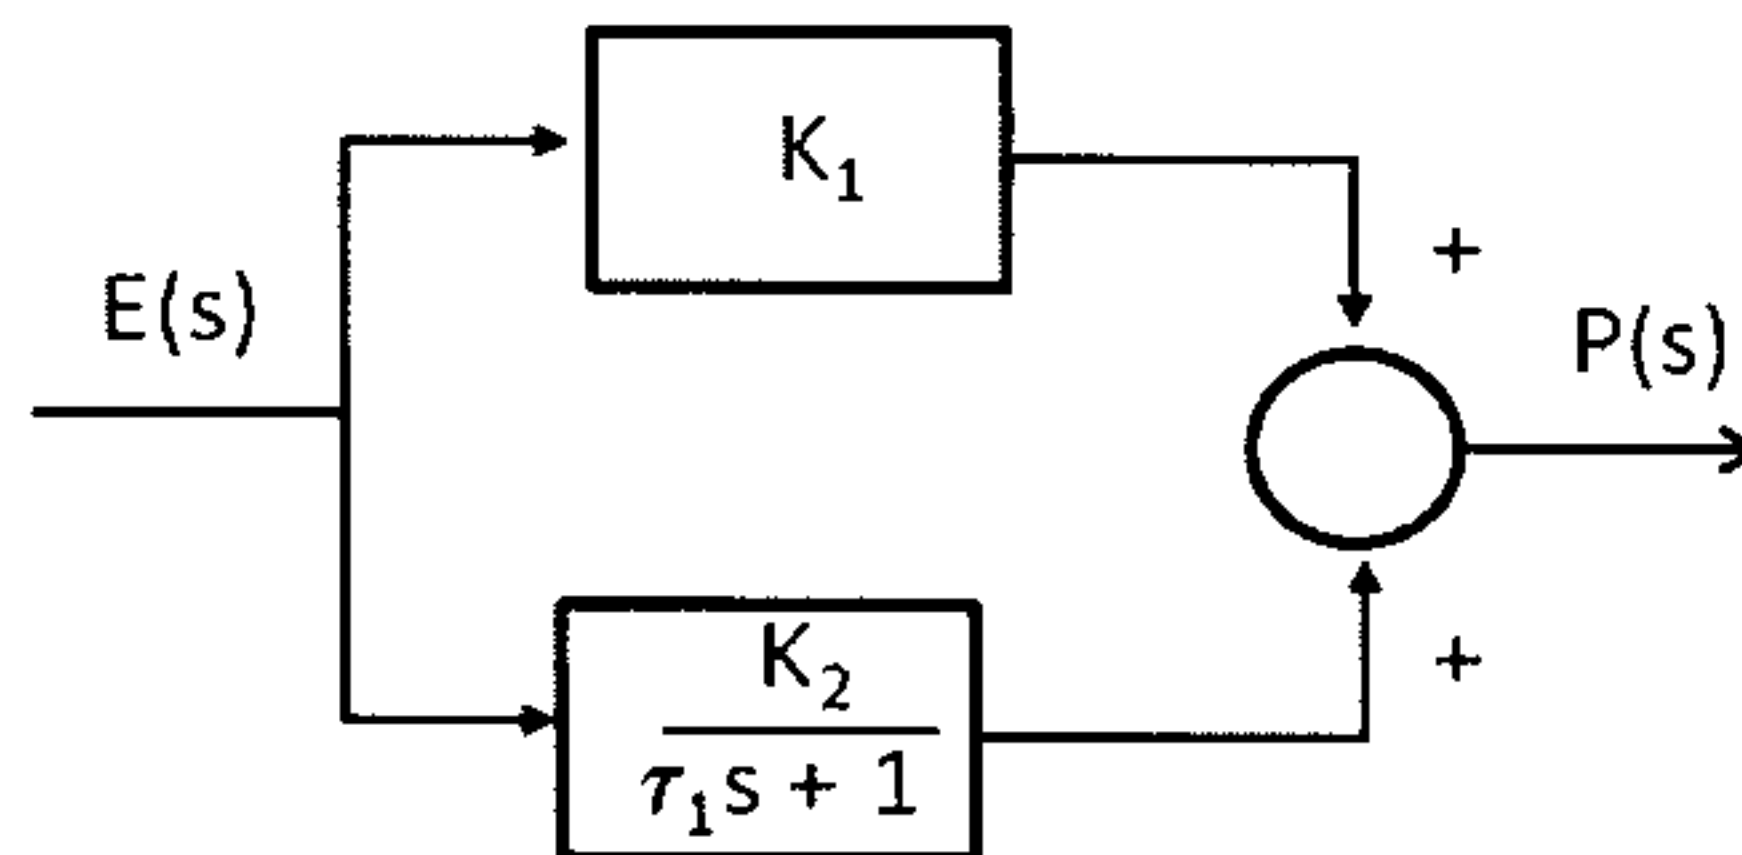 K₁
+
E(s)
P(s)
K₂
τ₁s + 1
+